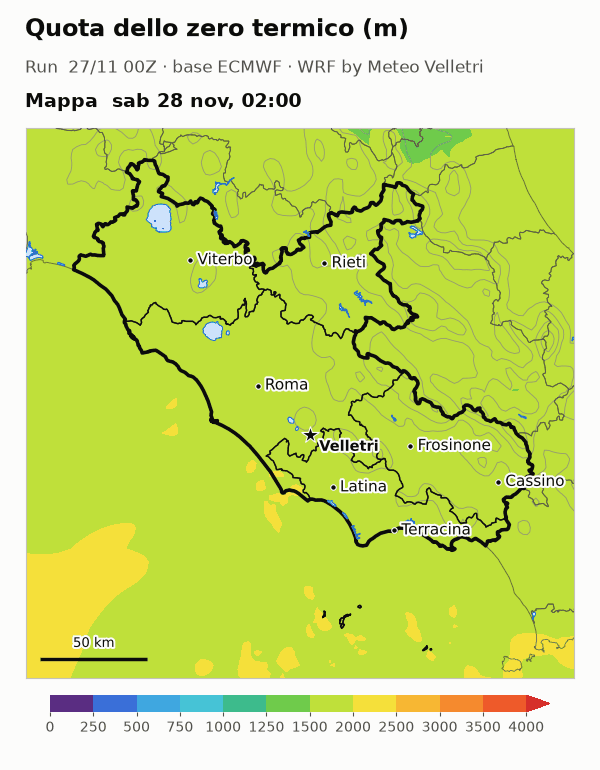 Quota dello zero termico (m)
Run  27/11 00Z · base ECMWF · WRF by Meteo Velletri
Mappa  sab 28 nov, 02:00
Viterbo
Rieti
Roma
Velletri
Frosinone
Cassino
Latina
Terracina
50 km
0 250 500 750 1000 1250 1500 2000 2500 3000 3500 4000